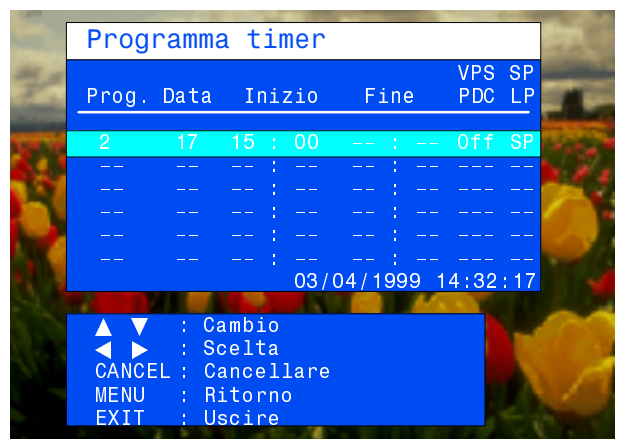 Programma timer
VPS SP
Prog. Data Inizio Fine PDC LP
2 17 15 : 00 -- : -- Off SP
-- -- -- : -- -- : -- --- --
-- -- -- : -- -- : -- --- --
-- -- -- : -- -- : -- --- --
-- -- -- : -- -- : -- --- --
-- -- -- : -- -- : -- --- --
03/04/1999 14:32:17
▲ ▼ : Cambio
◀ ▶ : Scelta
CANCEL : Cancellare
MENU : Ritorno
EXIT : Uscire